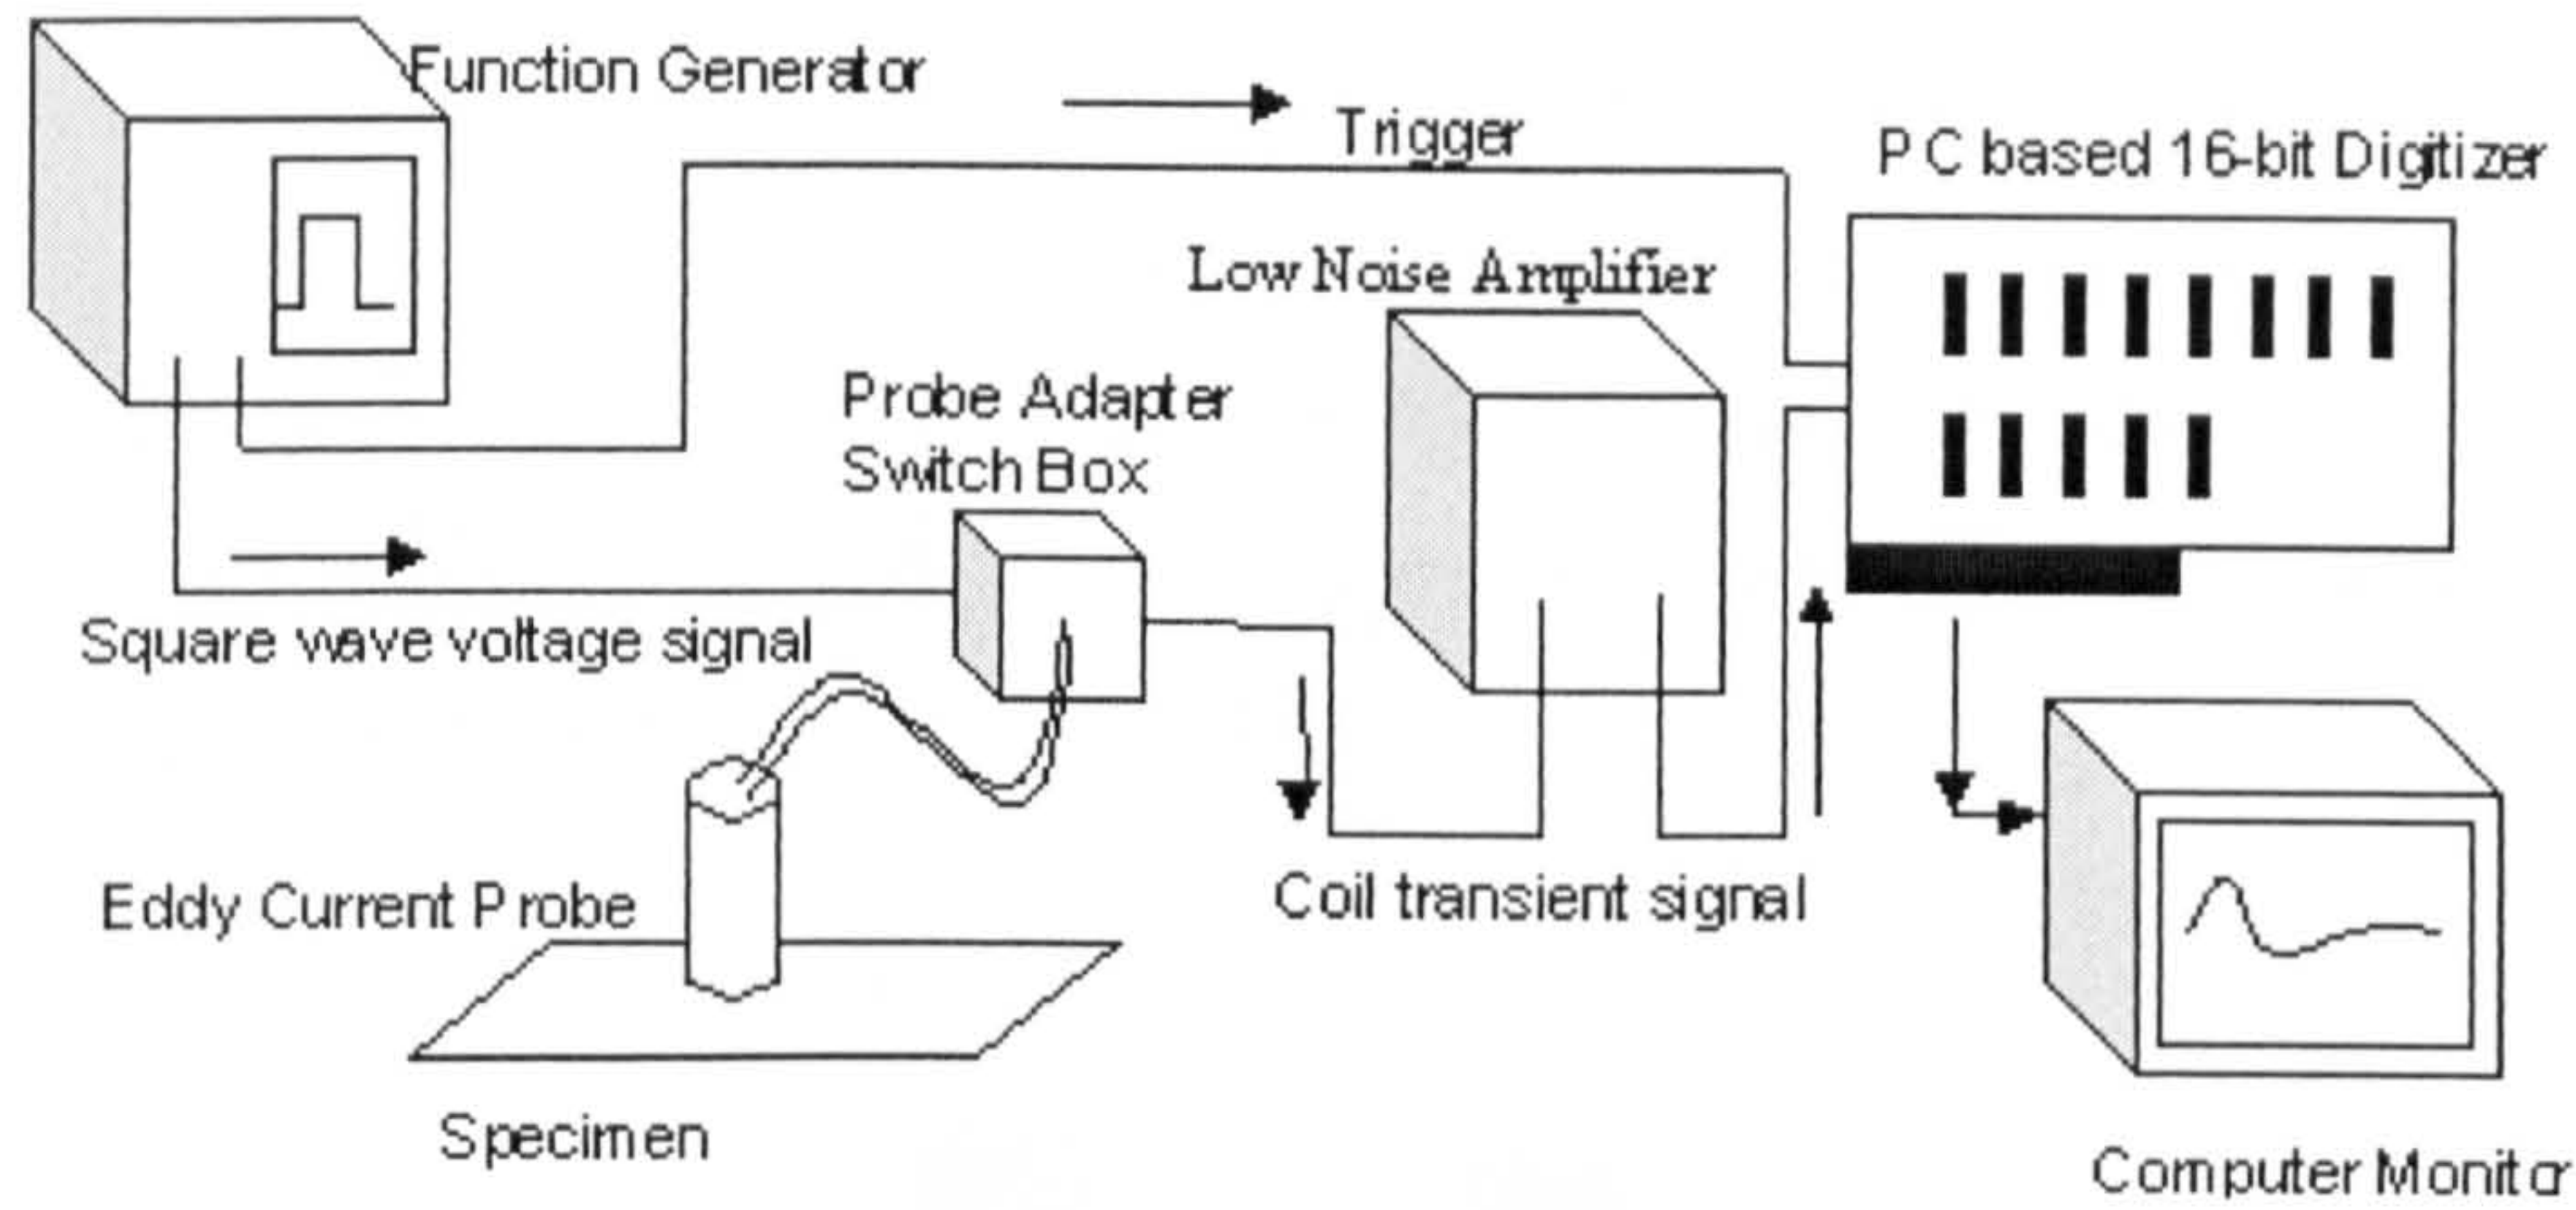 Function Generator
Trigger
PC based 16-bit Digitizer
Low Noise Amplifier
Probe Adapter
Switch Box
Square wave voltage signal
Eddy Current Probe
Coil transient signal
Specimen
Computer Monitor